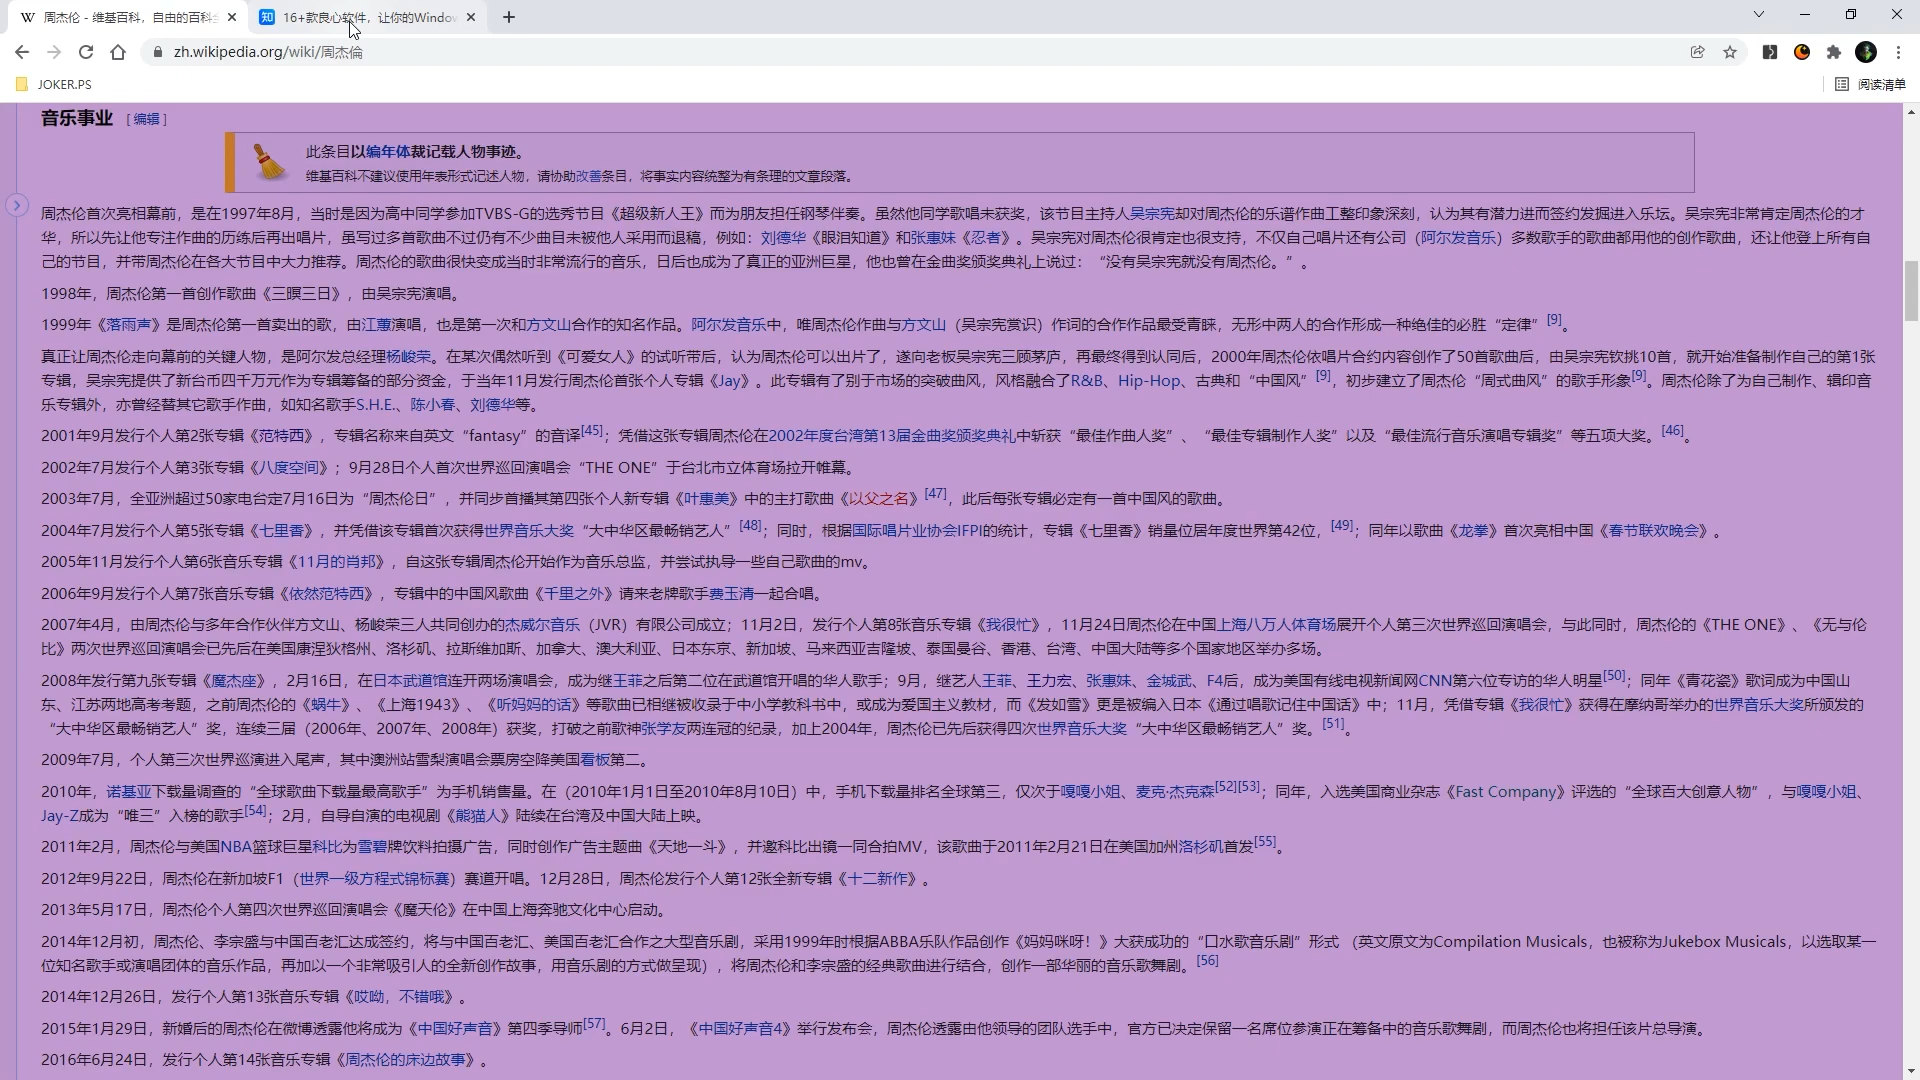 周杰伦 - 维基百科，自由的百科
16+款良心软件，让你的Windo
zh.wikipedia.org/wiki/周杰倫
JOKER.PS
阅读清单
音乐事业 [编辑]
此条目以编年体裁记载人物事迹。
维基百科不建议使用年表形式记述人物，请协助改善条目，将事实内容统整为有条理的文章段落。
周杰伦首次亮相幕前，是在1997年8月，当时是因为高中同学参加TVBS-G的选秀节目《超级新人王》而为朋友担任钢琴伴奏。虽然他同学歌唱未获奖，该节目主持人吴宗宪却对周杰伦的乐谱作曲工整印象深刻，认为其有潜力进而签约发掘进入乐坛。吴宗宪非常肯定周杰伦的才
华，所以先让他专注作曲的历练后再出唱片，虽写过多首歌曲不过仍有不少曲目未被他人采用而退稿，例如：刘德华《眼泪知道》和张惠妹《忍者》。吴宗宪对周杰伦很肯定也很支持，不仅自己唱片还有公司（阿尔发音乐）多数歌手的歌曲都用他的创作歌曲，还让他登上所有自
己的节目，并带周杰伦在各大节目中大力推荐。周杰伦的歌曲很快变成当时非常流行的音乐，日后也成为了真正的亚洲巨星，他也曾在金曲奖颁奖典礼上说过：“没有吴宗宪就没有周杰伦。”。
1998年，周杰伦第一首创作歌曲《三暝三日》，由吴宗宪演唱。
1999年《落雨声》是周杰伦第一首卖出的歌，由江蕙演唱，也是第一次和方文山合作的知名作品。阿尔发音乐中，唯周杰伦作曲与方文山（吴宗宪赏识）作词的合作作品最受青睐，无形中两人的合作形成一种绝佳的必胜“定律”[9]。
真正让周杰伦走向幕前的关键人物，是阿尔发总经理杨峻荣。在某次偶然听到《可爱女人》的试听带后，认为周杰伦可以出片了，遂向老板吴宗宪三顾茅庐，再最终得到认同后，2000年周杰伦依唱片合约内容创作了50首歌曲后，由吴宗宪钦挑10首，就开始准备制作自己的第1张
专辑，吴宗宪提供了新台币四千万元作为专辑筹备的部分资金，于当年11月发行周杰伦首张个人专辑《Jay》。此专辑有了别于市场的突破曲风，风格融合了R&B、Hip-Hop、古典和“中国风”[9]，初步建立了周杰伦“周式曲风”的歌手形象[9]。周杰伦除了为自己制作、辑印音
乐专辑外，亦曾经替其它歌手作曲，如知名歌手S.H.E.、陈小春、刘德华等。
2001年9月发行个人第2张专辑《范特西》，专辑名称来自英文“fantasy”的音译[45]；凭借这张专辑周杰伦在2002年度台湾第13届金曲奖颁奖典礼中斩获“最佳作曲人奖”、“最佳专辑制作人奖”以及“最佳流行音乐演唱专辑奖”等五项大奖。[46]。
2002年7月发行个人第3张专辑《八度空间》；9月28日个人首次世界巡回演唱会“THE ONE”于台北市立体育场拉开帷幕。
2003年7月，全亚洲超过50家电台定7月16日为“周杰伦日”，并同步首播其第四张个人新专辑《叶惠美》中的主打歌曲《以父之名》[47]，此后每张专辑必定有一首中国风的歌曲。
2004年7月发行个人第5张专辑《七里香》，并凭借该专辑首次获得世界音乐大奖“大中华区最畅销艺人”[48]；同时，根据国际唱片业协会IFPI的统计，专辑《七里香》销量位居年度世界第42位，[49]；同年以歌曲《龙拳》首次亮相中国《春节联欢晚会》。
2005年11月发行个人第6张音乐专辑《11月的肖邦》，自这张专辑周杰伦开始作为音乐总监，并尝试执导一些自己歌曲的mv。
2006年9月发行个人第7张音乐专辑《依然范特西》，专辑中的中国风歌曲《千里之外》请来老牌歌手费玉清一起合唱。
2007年4月，由周杰伦与多年合作伙伴方文山、杨峻荣三人共同创办的杰威尔音乐（JVR）有限公司成立；11月2日，发行个人第8张音乐专辑《我很忙》，11月24日周杰伦在中国上海八万人体育场展开个人第三次世界巡回演唱会，与此同时，周杰伦的《THE ONE》、《无与伦
比》两次世界巡回演唱会已先后在美国康涅狄格州、洛杉矶、拉斯维加斯、加拿大、澳大利亚、日本东京、新加坡、马来西亚吉隆坡、泰国曼谷、香港、台湾、中国大陆等多个国家地区举办多场。
2008年发行第九张专辑《魔杰座》，2月16日，在日本武道馆连开两场演唱会，成为继王菲之后第二位在武道馆开唱的华人歌手；9月，继艺人王菲、王力宏、张惠妹、金城武、F4后，成为美国有线电视新闻网CNN第六位专访的华人明星[50]；同年《青花瓷》歌词成为中国山
东、江苏两地高考考题，之前周杰伦的《蜗牛》、《上海1943》、《听妈妈的话》等歌曲已相继被收录于中小学教科书中，或成为爱国主义教材，而《发如雪》更是被编入日本《通过唱歌记住中国话》中；11月，凭借专辑《我很忙》获得在摩纳哥举办的世界音乐大奖所颁发的
“大中华区最畅销艺人”奖，连续三届（2006年、2007年、2008年）获奖，打破之前歌神张学友两连冠的纪录，加上2004年，周杰伦已先后获得四次世界音乐大奖“大中华区最畅销艺人”奖。[51]。
2009年7月，个人第三次世界巡演进入尾声，其中澳洲站雪梨演唱会票房空降美国看板第二。
2010年，诺基亚下载量调查的“全球歌曲下载量最高歌手”为手机销售量。在（2010年1月1日至2010年8月10日）中，手机下载量排名全球第三，仅次于嘎嘎小姐、麦克·杰克森[52][53]；同年，入选美国商业杂志《Fast Company》评选的“全球百大创意人物”，与嘎嘎小姐、
Jay-Z成为“唯三”入榜的歌手[54]；2月，自导自演的电视剧《熊猫人》陆续在台湾及中国大陆上映。
2011年2月，周杰伦与美国NBA篮球巨星科比为雪碧牌饮料拍摄广告，同时创作广告主题曲《天地一斗》，并邀科比出镜一同合拍MV，该歌曲于2011年2月21日在美国加州洛杉矶首发[55]。
2012年9月22日，周杰伦在新加坡F1（世界一级方程式锦标赛）赛道开唱。12月28日，周杰伦发行个人第12张全新专辑《十二新作》。
2013年5月17日，周杰伦个人第四次世界巡回演唱会《魔天伦》在中国上海奔驰文化中心启动。
2014年12月初，周杰伦、李宗盛与中国百老汇达成签约，将与中国百老汇、美国百老汇合作之大型音乐剧，采用1999年时根据ABBA乐队作品创作《妈妈咪呀！》大获成功的“口水歌音乐剧”形式 （英文原文为Compilation Musicals，也被称为Jukebox Musicals，以选取某一
位知名歌手或演唱团体的音乐作品，再加以一个非常吸引人的全新创作故事，用音乐剧的方式做呈现），将周杰伦和李宗盛的经典歌曲进行结合，创作一部华丽的音乐歌舞剧。[56]
2014年12月26日，发行个人第13张音乐专辑《哎呦，不错哦》。
2015年1月29日，新婚后的周杰伦在微博透露他将成为《中国好声音》第四季导师[57]。6月2日，《中国好声音4》举行发布会，周杰伦透露由他领导的团队选手中，官方已决定保留一名席位参演正在筹备中的音乐歌舞剧，而周杰伦也将担任该片总导演。
2016年6月24日，发行个人第14张音乐专辑《周杰伦的床边故事》。